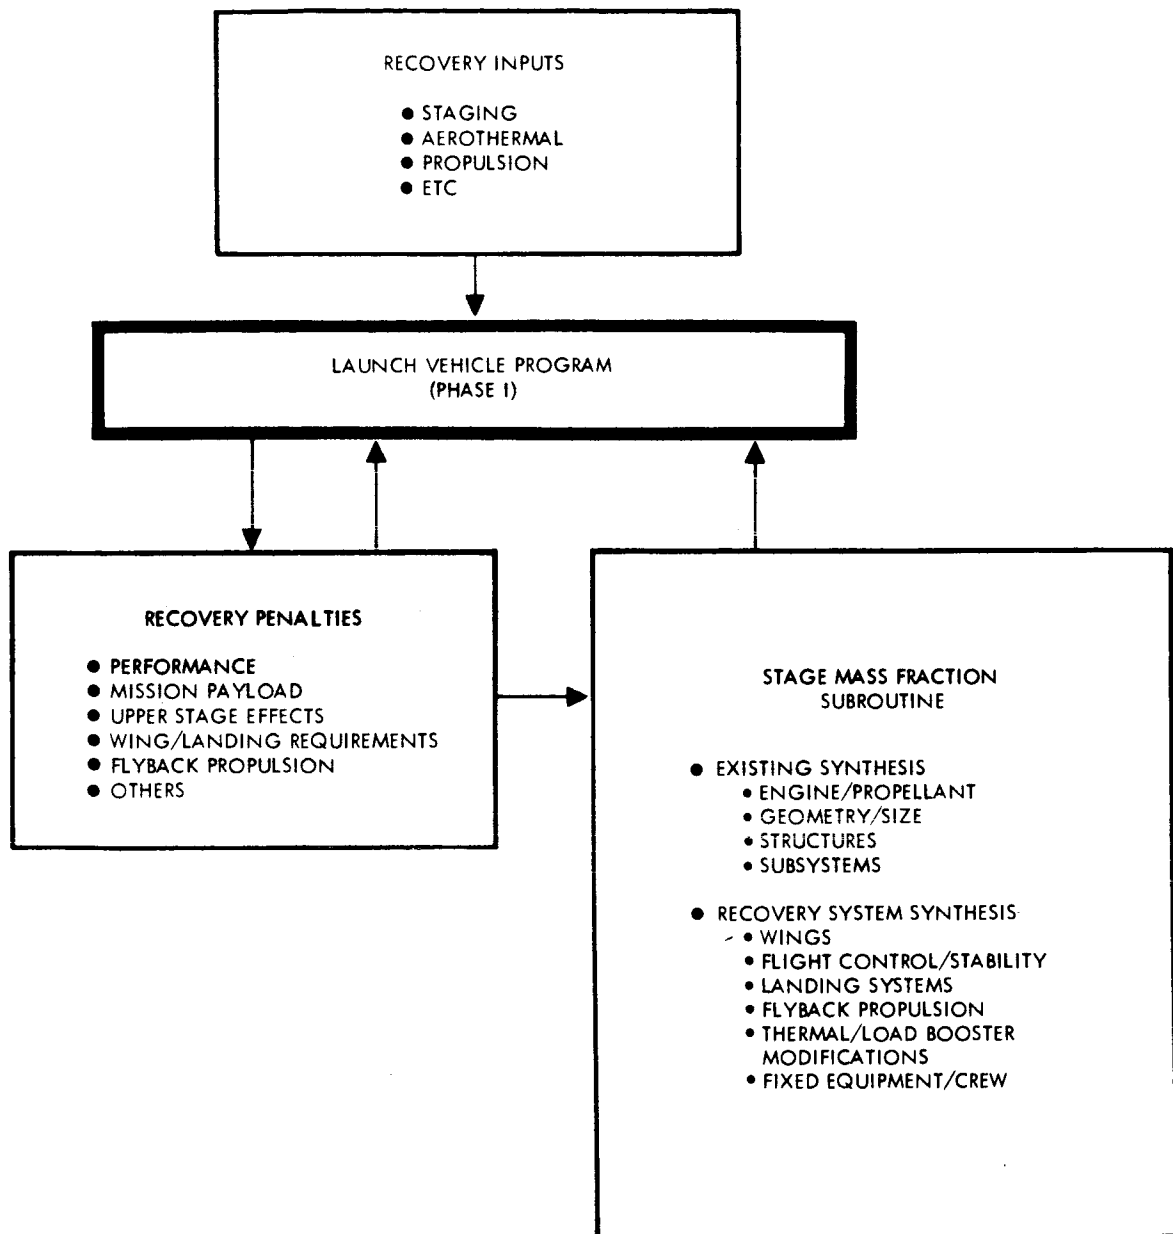 RECOVERY INPUTS
● STAGING
● AEROTHERMAL
● PROPULSION
● ETC
LAUNCH VEHICLE PROGRAM
(PHASE I)
RECOVERY PENALTIES
● PERFORMANCE
● MISSION PAYLOAD
● UPPER STAGE EFFECTS
● WING/LANDING REQUIREMENTS
● FLYBACK PROPULSION
● OTHERS
STAGE MASS FRACTION
SUBROUTINE
● EXISTING SYNTHESIS
● ENGINE/PROPELLANT
● GEOMETRY/SIZE
● STRUCTURES
● SUBSYSTEMS
● RECOVERY SYSTEM SYNTHESIS
● WINGS
● FLIGHT CONTROL/STABILITY
● LANDING SYSTEMS
● FLYBACK PROPULSION
● THERMAL/LOAD BOOSTER
MODIFICATIONS
● FIXED EQUIPMENT/CREW